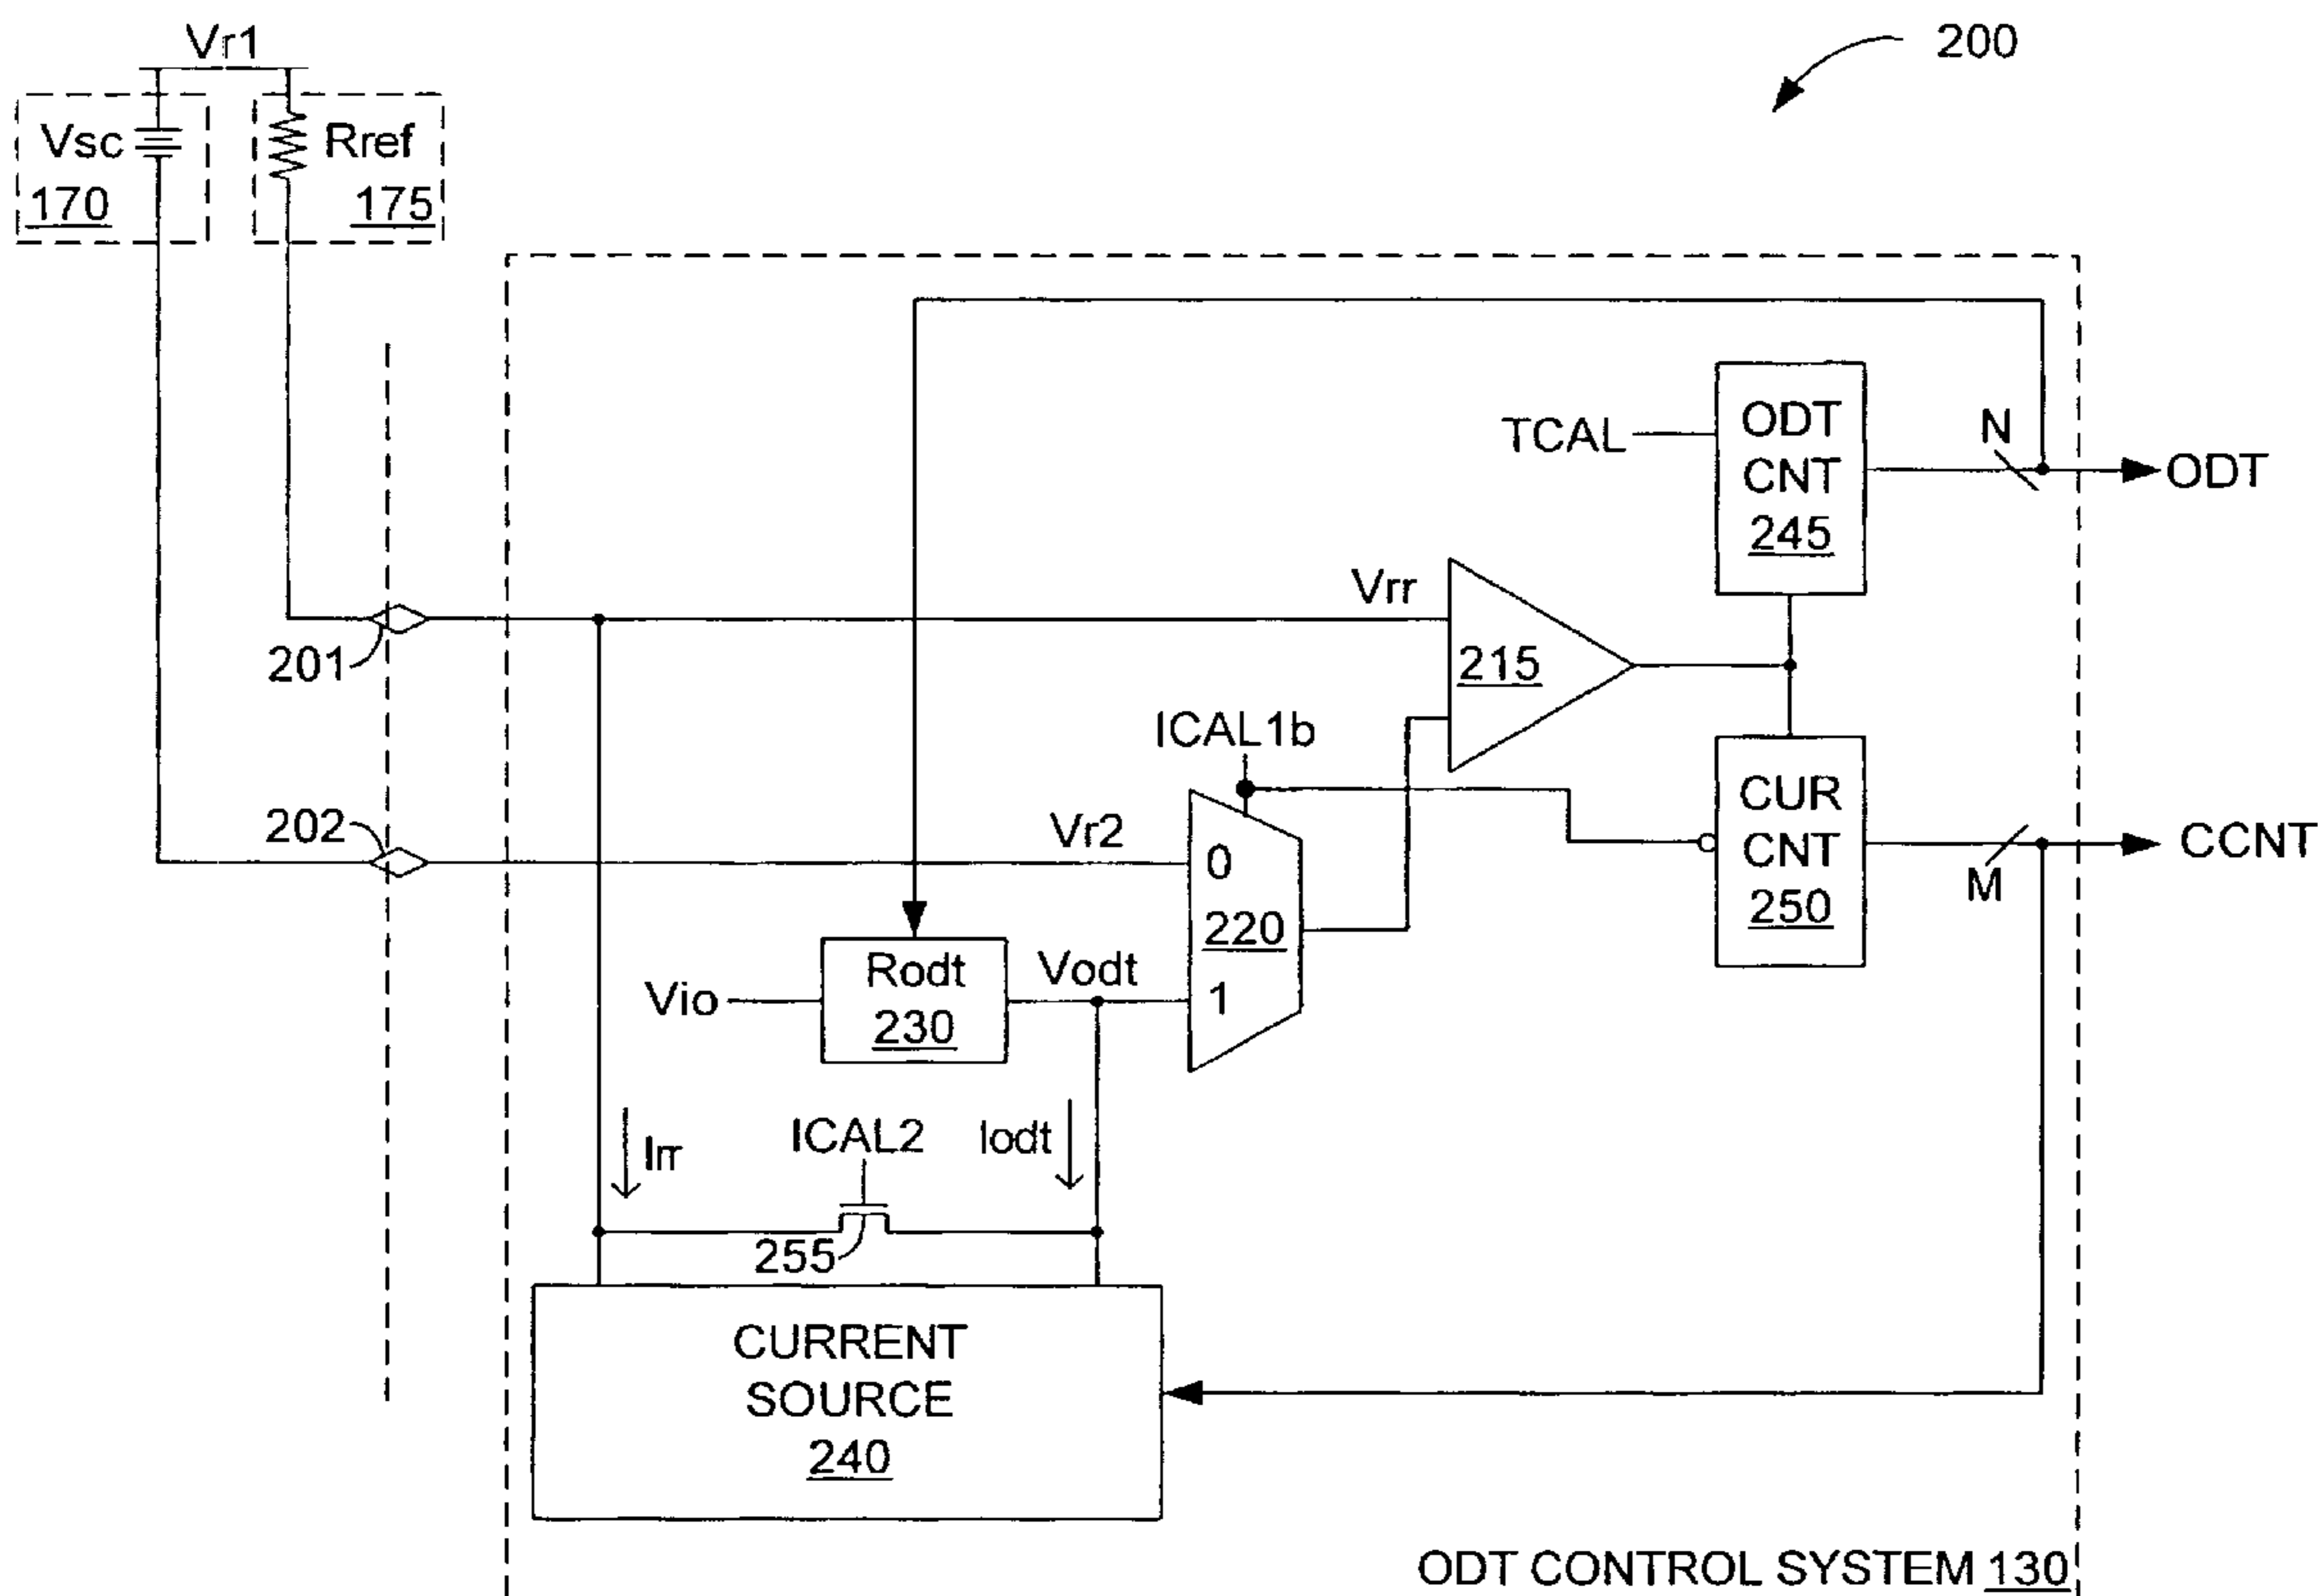 Vr1
200
Vsc
170
Rref
175
TCAL
ODT
CNT
245
N
ODT
Vrr
201
215
ICAL1b
202
Vr2
0
220
1
CUR
CNT
250
M
CCNT
Vio
Rodt
230
Vodt
Irr
ICAL2
Iodt
255
CURRENT
SOURCE
240
ODT CONTROL SYSTEM 130